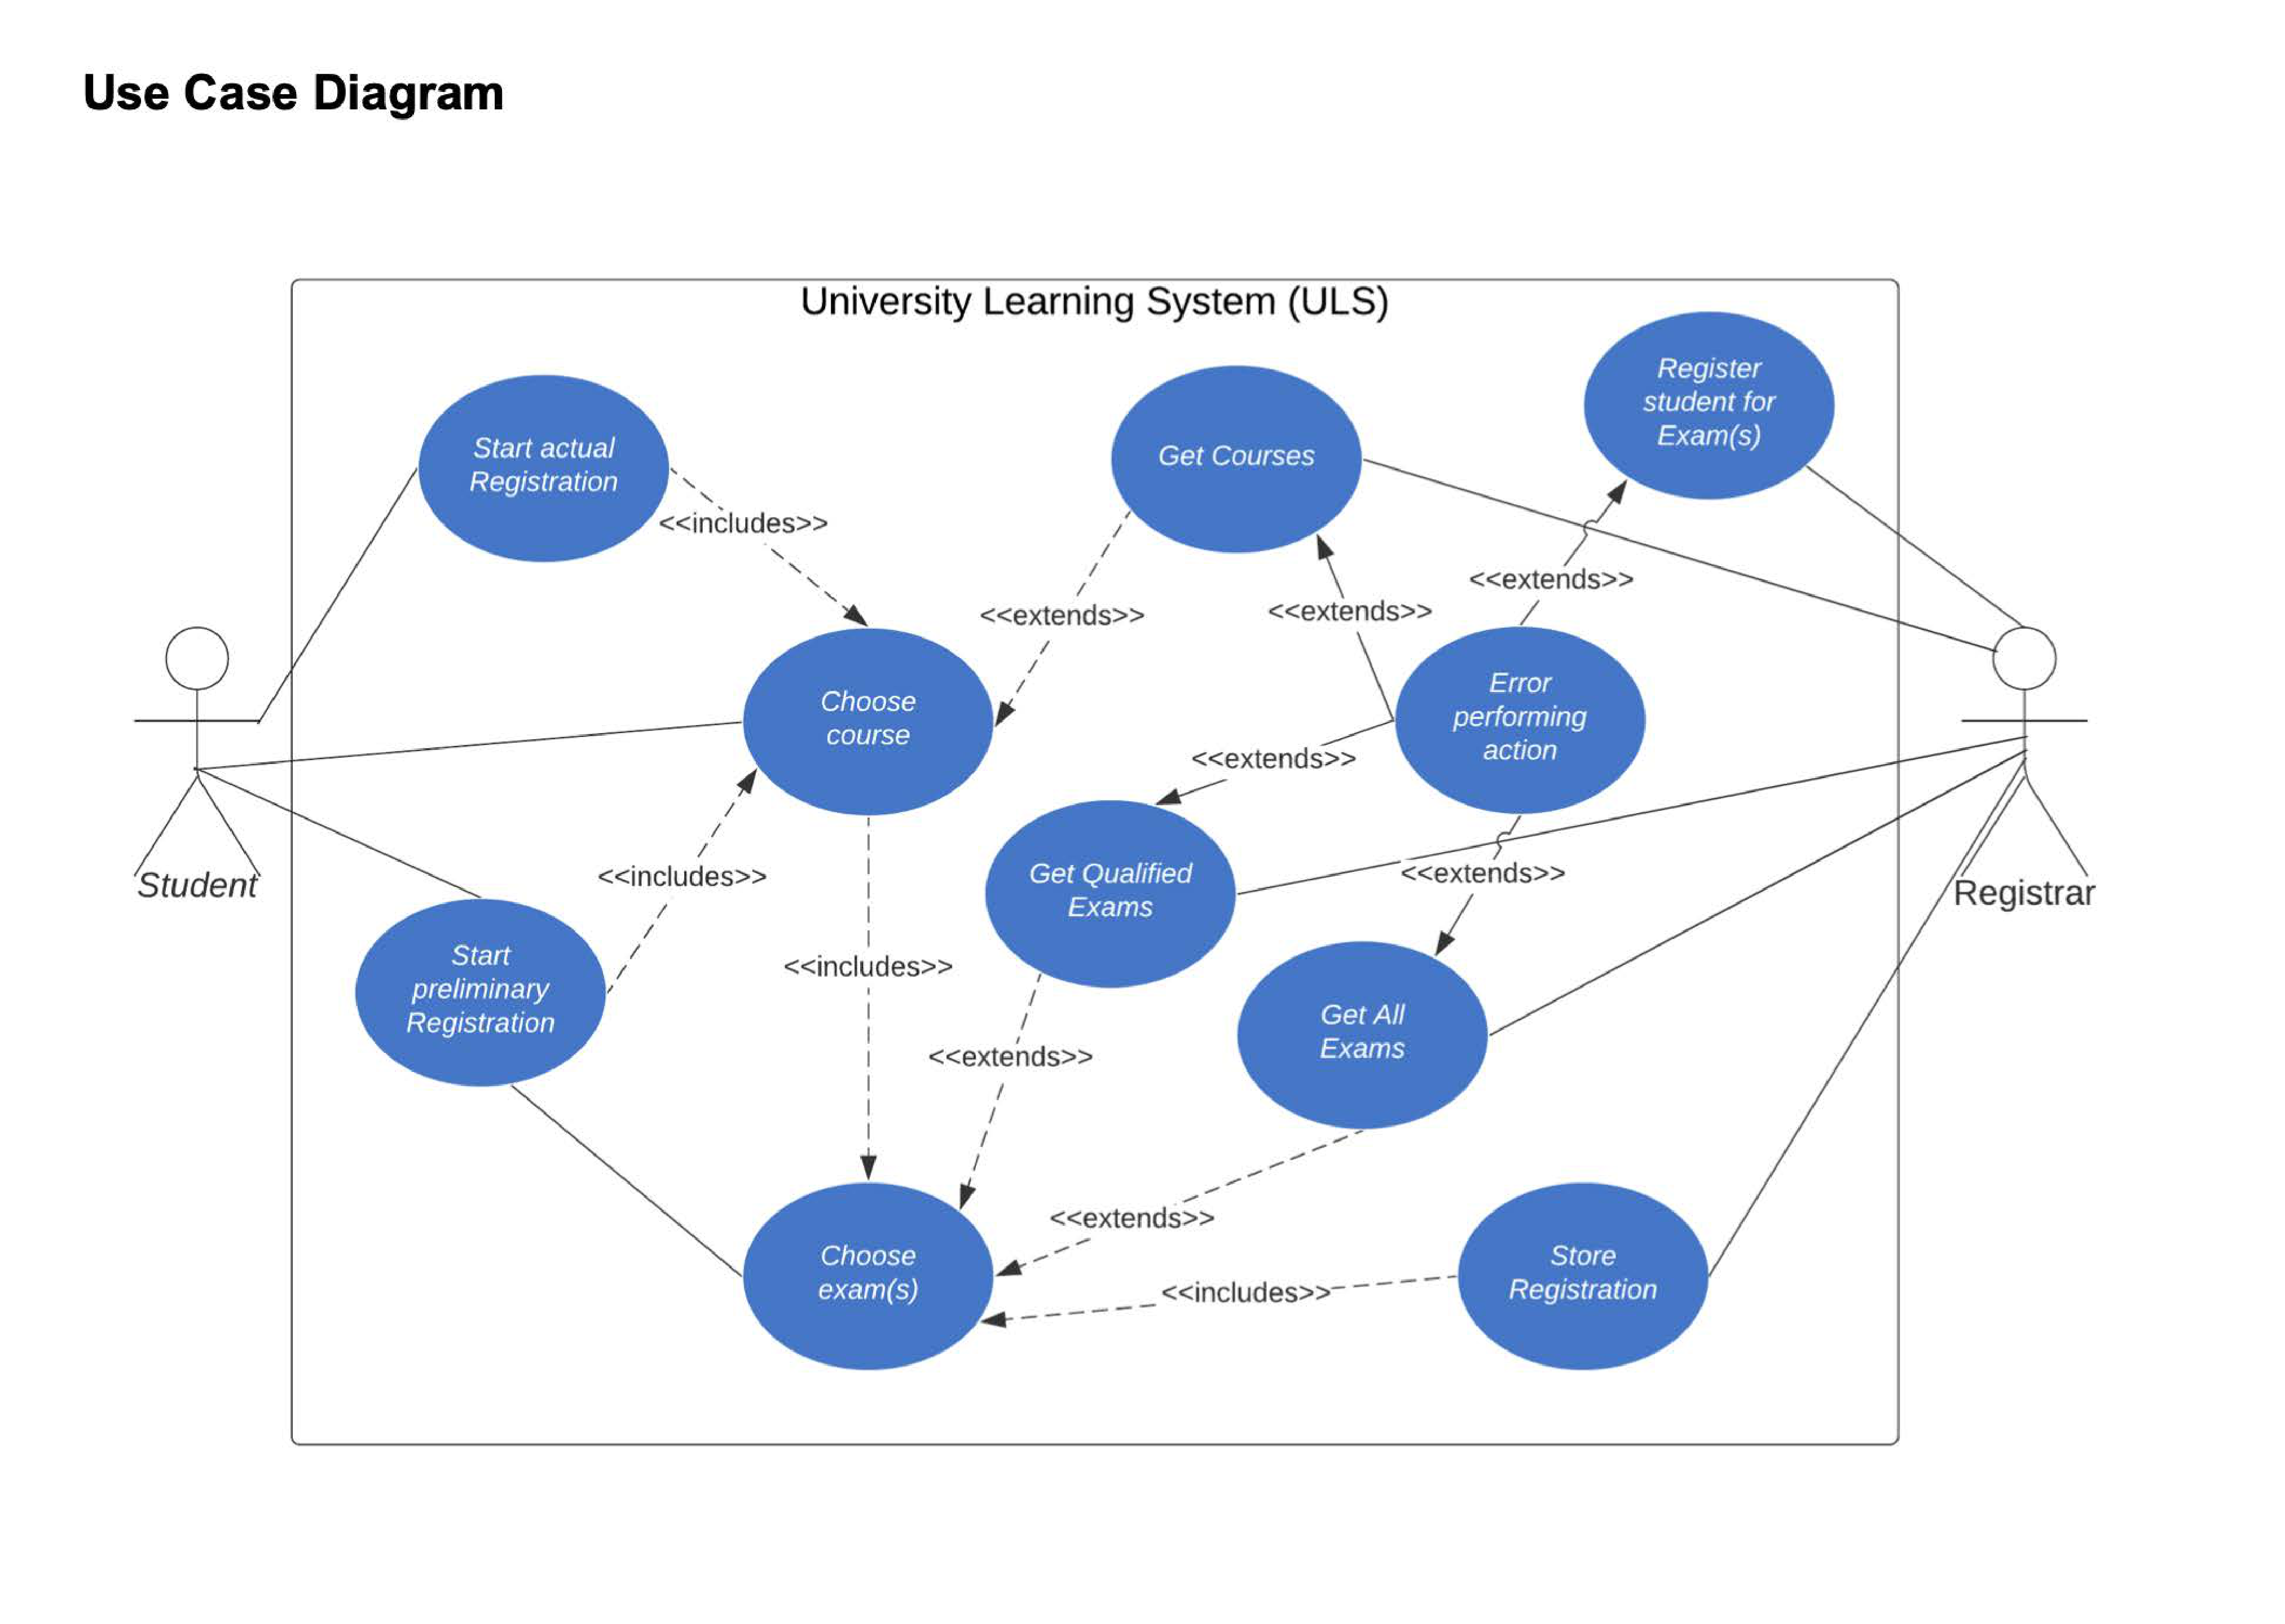 Use Case Diagram
University Learning System (ULS)
Register
student for
Exam(s)
Start actual
Registration
Get Courses
<<includes>>
<<extends>>
<<extends>>
<<extends>>
Choose
course
Error
performing
action
<<extends>>
Student
<<includes>>
Get Qualified
Exams
<<extends>>
Registrar
Start
preliminary
Registration
<<includes>>
Get All
Exams
<<extends>>
<<extends>>
Choose
exam(s)
<<includes>>
Store
Registration